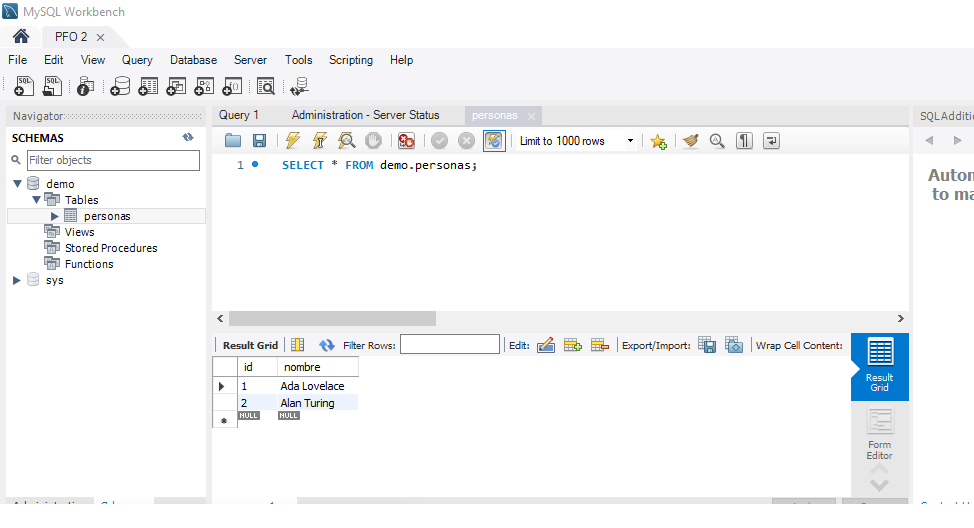 MySQL Workbench
PFO 2
File Edit View Query Database Server Tools Scripting Help
Navigator
SCHEMAS
Filter objects
demo
Tables
personas
Views
Stored Procedures
Functions
sys
Query 1 Administration - Server Status personas
Limit to 1000 rows
1 SELECT * FROM demo.personas;
Result Grid Filter Rows: Edit: Export/Import: Wrap Cell Content:
id nombre
1 Ada Lovelace
2 Alan Turing
NULL NULL
Result
Grid
Form
Editor
SQLAdditi
Autom
to ma